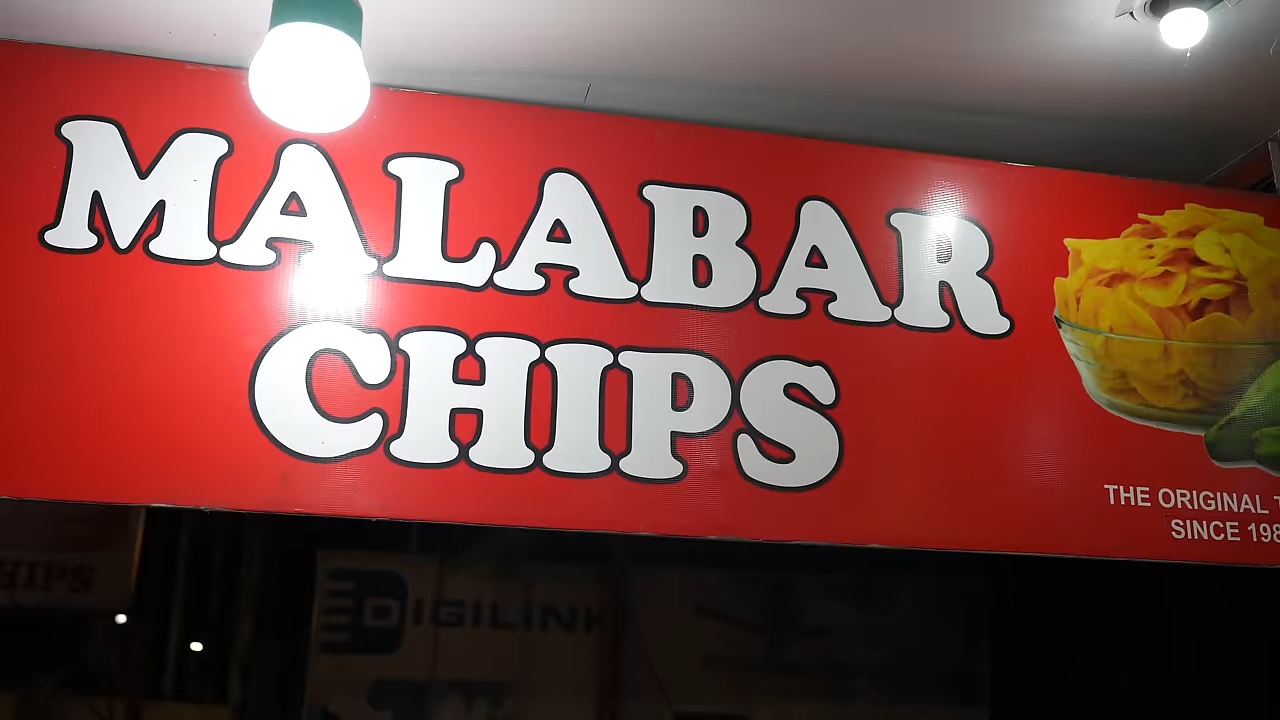 MALABAR
CHIPS
THE ORIGINAL
SINCE 198
HIPS
DIGILINK